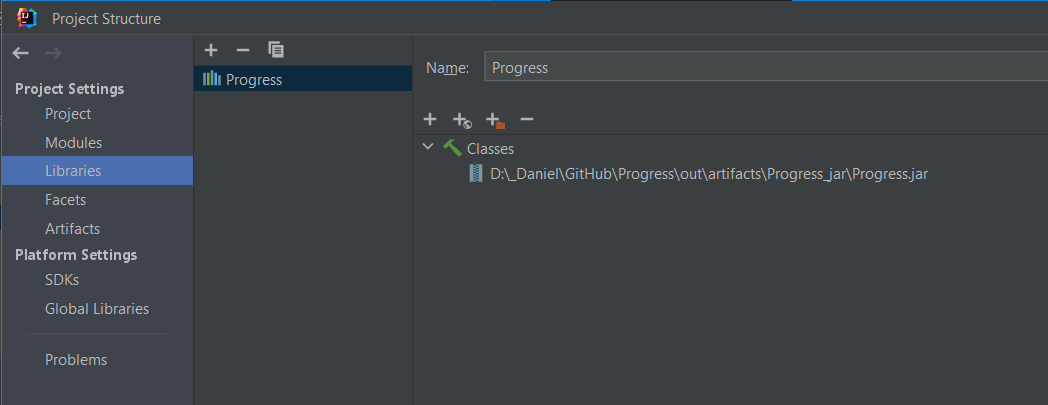 Project Structure
Project Settings
Project
Modules
Libraries
Facets
Artifacts
Platform Settings
SDKs
Global Libraries
Problems
Progress
Name: Progress
Classes
D:\_Daniel\GitHub\Progress\out\artifacts\Progress_jar\Progress.jar